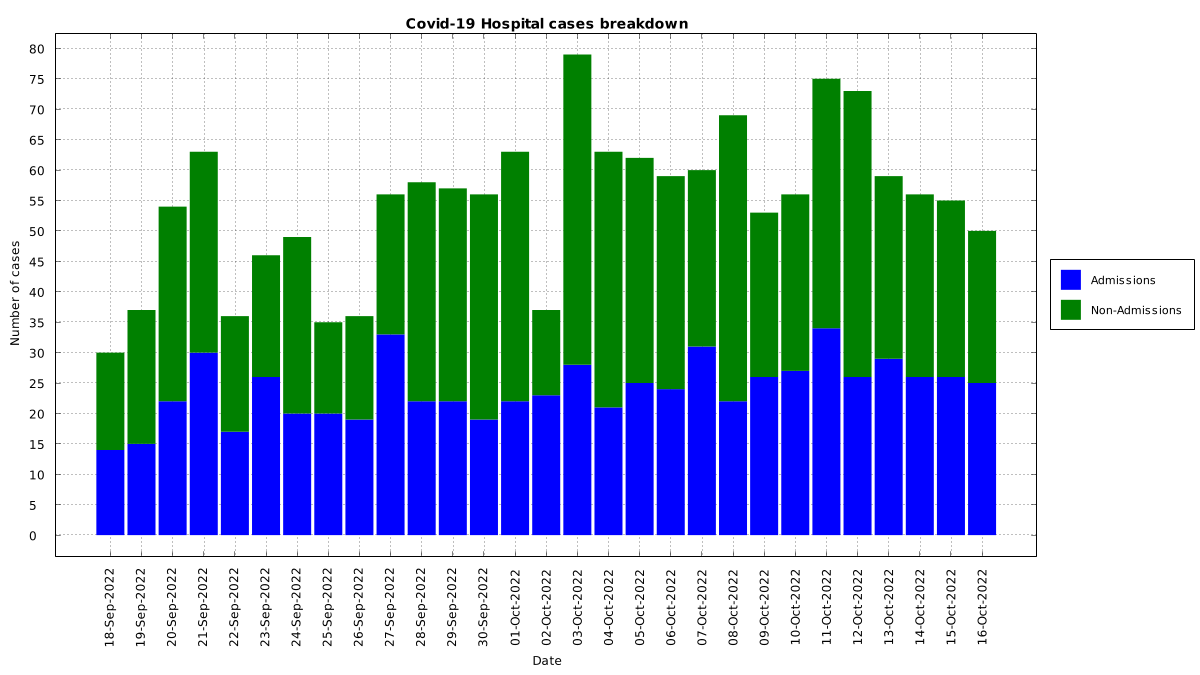 Covid-19 Hospital cases breakdown
Number of cases
80
75
70
65
60
55
50
45
40
35
30
25
20
15
10
5
0
18-Sep-2022
19-Sep-2022
20-Sep-2022
21-Sep-2022
22-Sep-2022
23-Sep-2022
24-Sep-2022
25-Sep-2022
26-Sep-2022
27-Sep-2022
28-Sep-2022
29-Sep-2022
30-Sep-2022
01-Oct-2022
02-Oct-2022
03-Oct-2022
04-Oct-2022
05-Oct-2022
06-Oct-2022
07-Oct-2022
08-Oct-2022
09-Oct-2022
10-Oct-2022
11-Oct-2022
12-Oct-2022
13-Oct-2022
14-Oct-2022
15-Oct-2022
16-Oct-2022
Date
Admissions
Non-Admissions